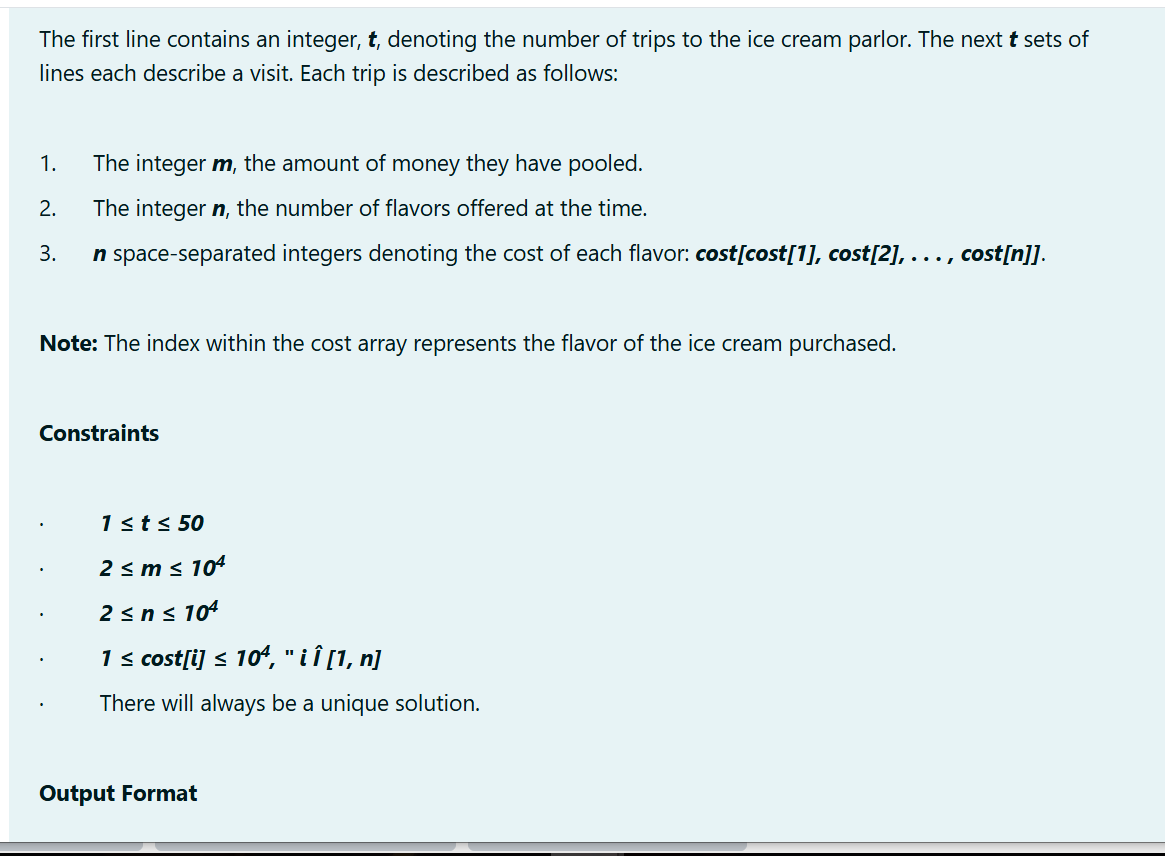 The first line contains an integer, t, denoting the number of trips to the ice cream parlor. The next t sets of
lines each describe a visit. Each trip is described as follows:
1. The integer m, the amount of money they have pooled.
2. The integer n, the number of flavors offered at the time.
3. n space-separated integers denoting the cost of each flavor: cost[cost[1], cost[2], . . . , cost[n]].
Note: The index within the cost array represents the flavor of the ice cream purchased.
Constraints
· 1 ≤ t ≤ 50
· 2 ≤ m ≤ 10⁴
· 2 ≤ n ≤ 10⁴
· 1 ≤ cost[i] ≤ 10⁴, " i Î [1, n]
· There will always be a unique solution.
Output Format